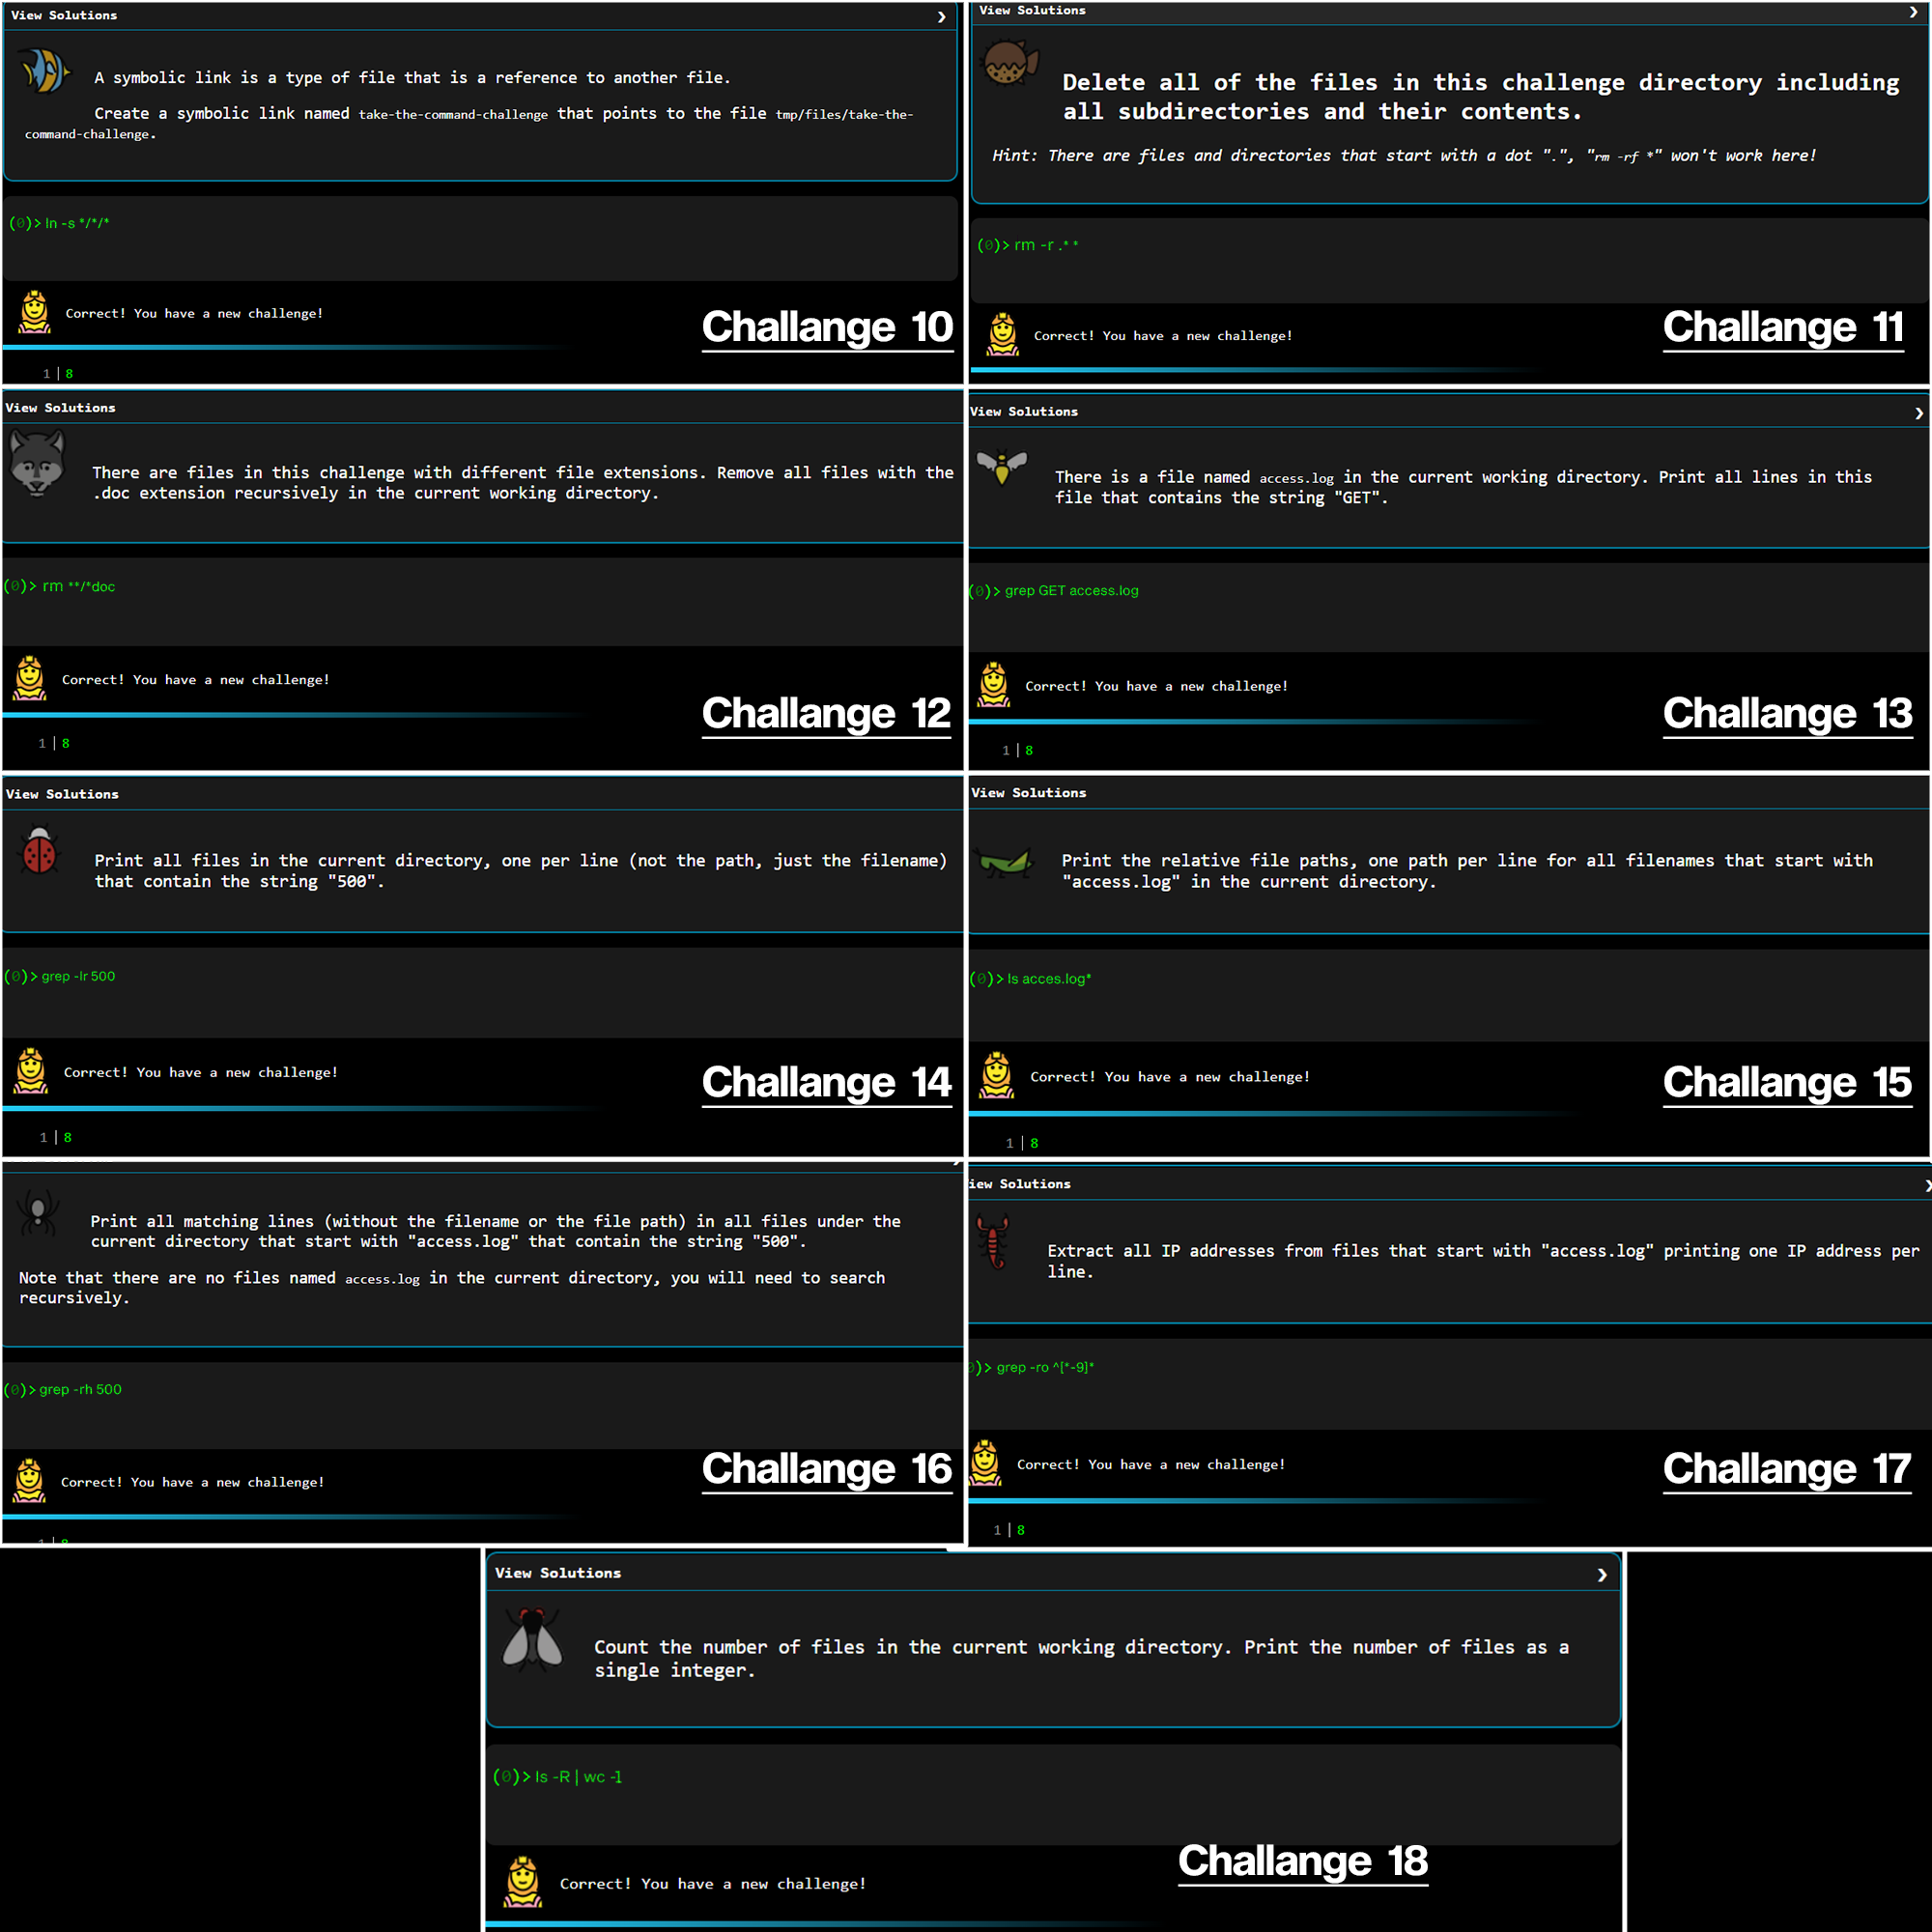 View Solutions ❯
A symbolic link is a type of file that is a reference to another file.
Create a symbolic link named take-the-command-challenge that points to the file tmp/files/take-the-
command-challenge.
(0)> ln -s */*/*
Correct! You have a new challenge!
Challange 10
1 | 8
View Solutions ❯
Delete all of the files in this challenge directory including
all subdirectories and their contents.
Hint: There are files and directories that start with a dot ".", "rm -rf *" won't work here!
(0)> rm -r .* *
Correct! You have a new challenge!
Challange 11
View Solutions
There are files in this challenge with different file extensions. Remove all files with the
.doc extension recursively in the current working directory.
(0)> rm **/*doc
Correct! You have a new challenge!
Challange 12
1 | 8
View Solutions ❯
There is a file named access.log in the current working directory. Print all lines in this
file that contains the string "GET".
(0)> grep GET access.log
Correct! You have a new challenge!
Challange 13
1 | 8
View Solutions
Print all files in the current directory, one per line (not the path, just the filename)
that contain the string "500".
(0)> grep -lr 500
Correct! You have a new challenge!
Challange 14
1 | 8
View Solutions
Print the relative file paths, one path per line for all filenames that start with
"access.log" in the current directory.
(0)> ls acces.log*
Correct! You have a new challenge!
Challange 15
1 | 8
Print all matching lines (without the filename or the file path) in all files under the
current directory that start with "access.log" that contain the string "500".
Note that there are no files named access.log in the current directory, you will need to search
recursively.
(0)> grep -rh 500
Correct! You have a new challenge!
Challange 16
1 | 8
iew Solutions ❯
Extract all IP addresses from files that start with "access.log" printing one IP address per
line.
0)> grep -ro ^[*-9]*
Correct! You have a new challenge!
Challange 17
1 | 8
View Solutions ❯
Count the number of files in the current working directory. Print the number of files as a
single integer.
(0)> ls -R | wc -l
Challange 18
Correct! You have a new challenge!